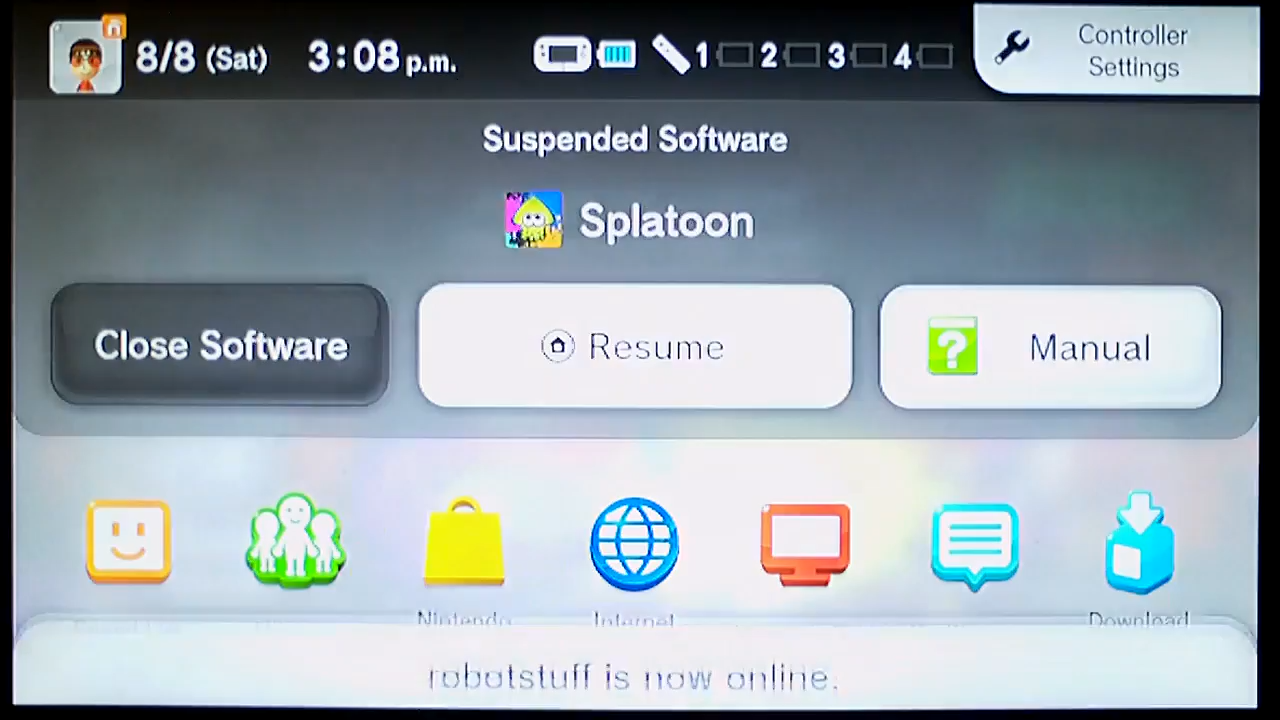 8/8 (Sat) 3:08 p.m. 1 2 3 4
Controller
Settings
Suspended Software
Splatoon
Close Software
Resume
? Manual
Nintendo Internet Download
robotstuff is now online.